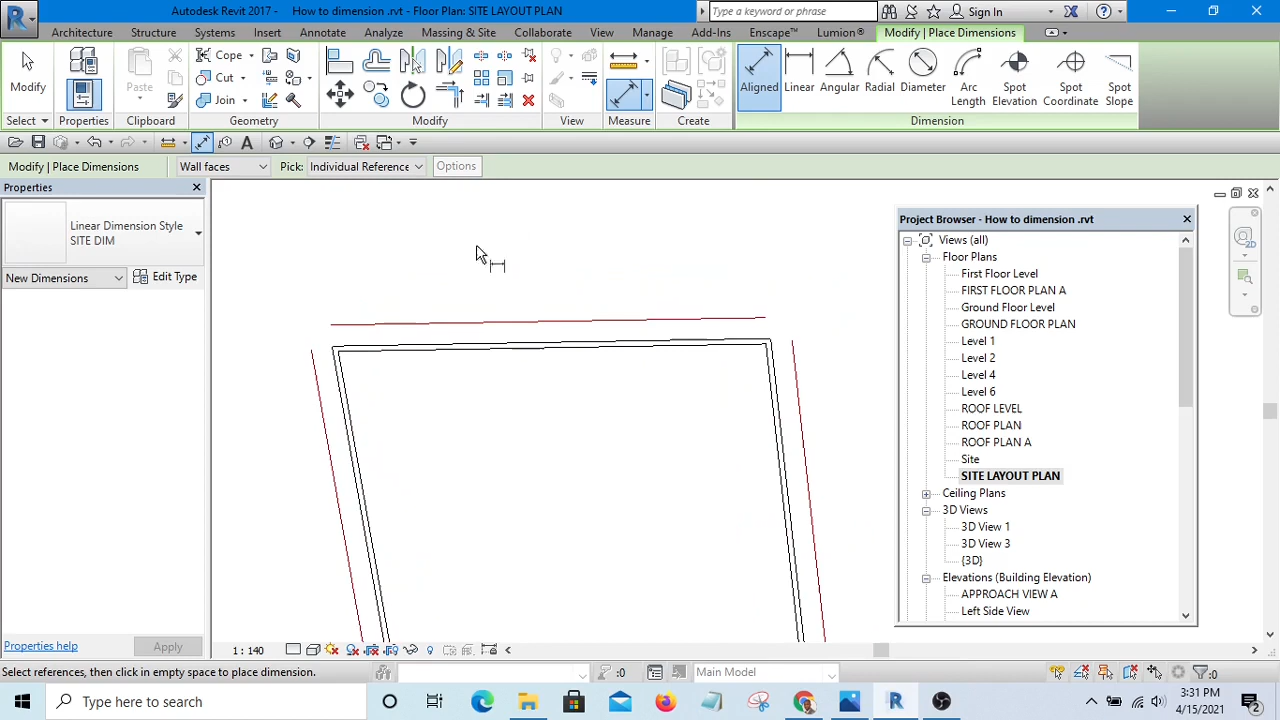 R
Autodesk Revit 2017 - How to dimension .rvt - Floor Plan: SITE LAYOUT PLAN
Type a keyword or phrase
Sign In
Architecture Structure Systems Insert Annotate Analyze Massing & Site Collaborate View Manage Add-Ins Enscape™ Lumion® Modify | Place Dimensions
Modify
Properties
Paste
Cope
Cut
Join
Aligned Linear Angular Radial Diameter Arc Length Spot Elevation Spot Coordinate Spot Slope
Select Properties Clipboard Geometry Modify View Measure Create Dimension
A
Modify | Place Dimensions Wall faces Pick: Individual Reference Options
Properties
Linear Dimension Style
SITE DIM
New Dimensions Edit Type
Project Browser - How to dimension .rvt
Views (all)
Floor Plans
First Floor Level
FIRST FLOOR PLAN A
Ground Floor Level
GROUND FLOOR PLAN
Level 1
Level 2
Level 4
Level 6
ROOF LEVEL
ROOF PLAN
ROOF PLAN A
Site
SITE LAYOUT PLAN
Ceiling Plans
3D Views
3D View 1
3D View 3
{3D}
Elevations (Building Elevation)
APPROACH VIEW A
Left Side View
2D
Properties help Apply
1 : 140
Select references, then click in empty space to place dimension.
:0
Main Model
:0
Type here to search
R
3:31 PM
4/15/2021
2